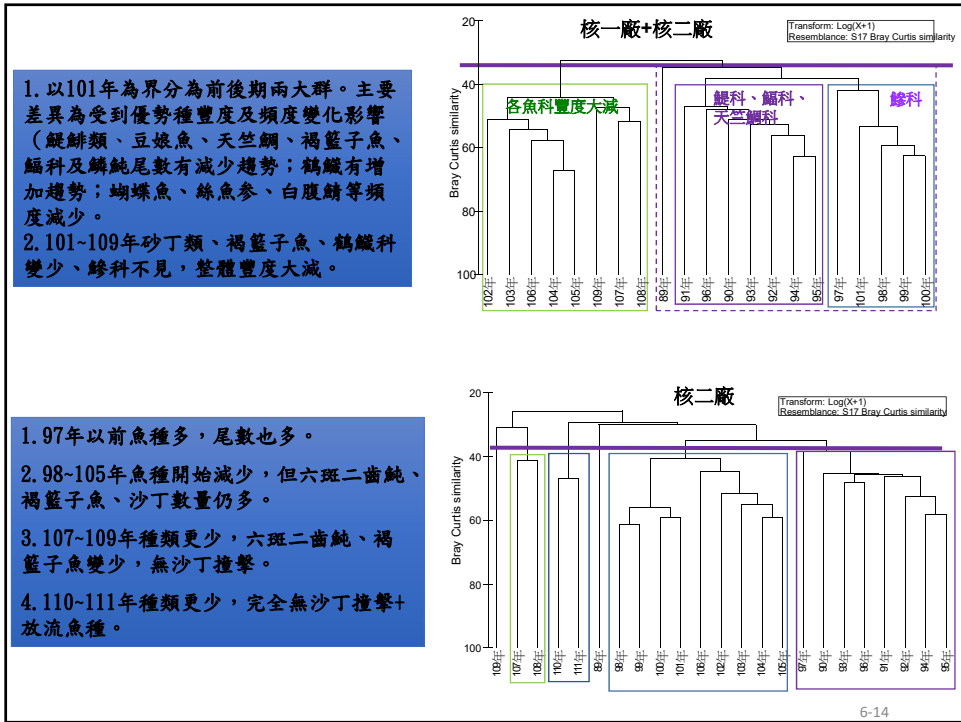 1.以101年為界分為前後期兩大群。主要
差異為受到優勢種豐度及頻度變化影響
（鯷鯡類、豆娘魚、天竺鯛、褐籃子魚、
鰏科及鱗魨尾數有減少趨勢；鶴鱵有增
加趨勢；蝴蝶魚、絲魚参、白腹鯖等頻
度減少。
2.101~109年砂丁類、褐籃子魚、鶴鱵科
變少、鰺科不見，整體豐度大減。
核一廠+核二廠
Transform: Log(X+1)
Resemblance: S17 Bray Curtis similarity
20
40
60
80
100
Bray Curtis similarity
各魚科豐度大減
鯷科、鰏科、
天竺鯛科
鰺科
102年
103年
106年
104年
105年
109年
107年
108年
89年
91年
96年
90年
93年
92年
94年
95年
97年
101年
98年
99年
100年
1.97年以前魚種多，尾數也多。
2.98~105年魚種開始減少，但六斑二齒魨、
褐籃子魚、沙丁數量仍多。
3.107~109年種類更少，六斑二齒魨、褐
籃子魚變少，無沙丁撞擊。
4.110~111年種類更少，完全無沙丁撞擊+
放流魚種。
核二廠
Transform: Log(X+1)
Resemblance: S17 Bray Curtis similarity
20
40
60
80
100
Bray Curtis similarity
109年
107年
108年
110年
111年
89年
98年
99年
100年
101年
106年
102年
103年
104年
105年
97年
90年
93年
96年
91年
92年
94年
95年
6-14